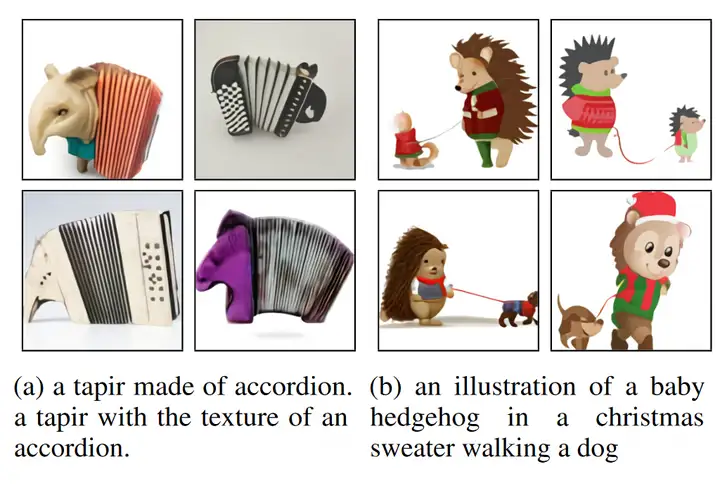 (a) a tapir made of accordion.
a tapir with the texture of an
accordion.
(b) an illustration of a baby
hedgehog in a christmas
sweater walking a dog